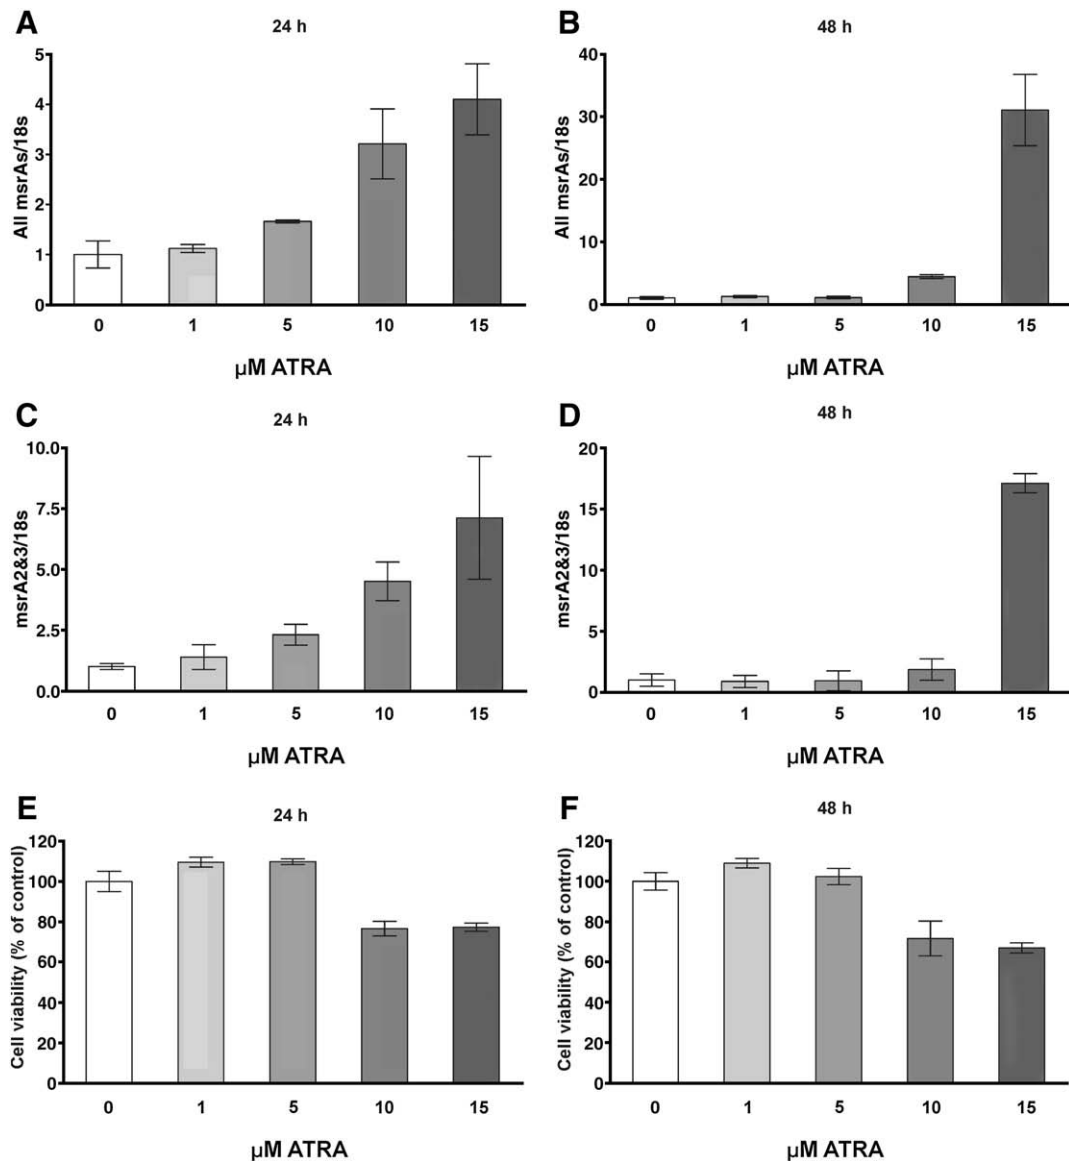 A
24 h
All msrAs/18s
5
4
3
2
1
0
0 1 5 10 15
µM ATRA
B
48 h
All msrAs/18s
40
30
20
10
0
0 1 5 10 15
µM ATRA
C
24 h
msrA2&3/18s
10.0
7.5
5.0
2.5
0.0
0 1 5 10 15
µM ATRA
D
48 h
msrA2&3/18s
20
15
10
5
0
0 1 5 10 15
µM ATRA
E
24 h
Cell viability (% of control)
120
100
80
60
40
20
0
0 1 5 10 15
µM ATRA
F
48 h
Cell viability (% of control)
120
100
80
60
40
20
0
0 1 5 10 15
µM ATRA